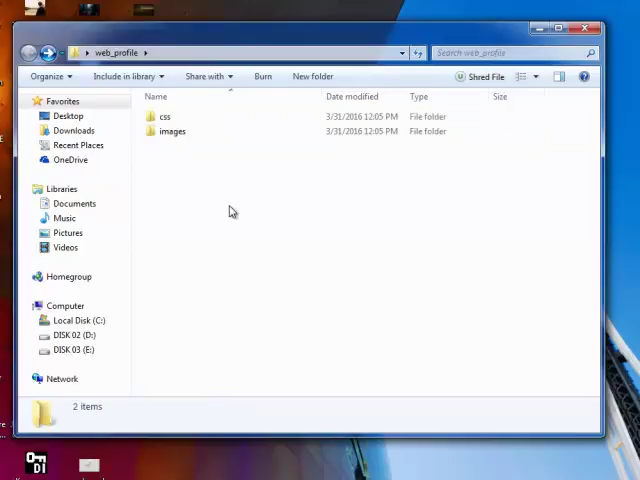 web_profile
Search web_profile
Organize
Include in library
Share with
Burn
New folder
Shred File
Name
Date modified
Type
Size
Favorites
Desktop
Downloads
Recent Places
OneDrive
Libraries
Documents
Music
Pictures
Videos
Homegroup
Computer
Local Disk (C:)
DISK 02 (D:)
DISK 03 (E:)
Network
css 3/31/2016 12:05 PM File folder
images 3/31/2016 12:05 PM File folder
2 items